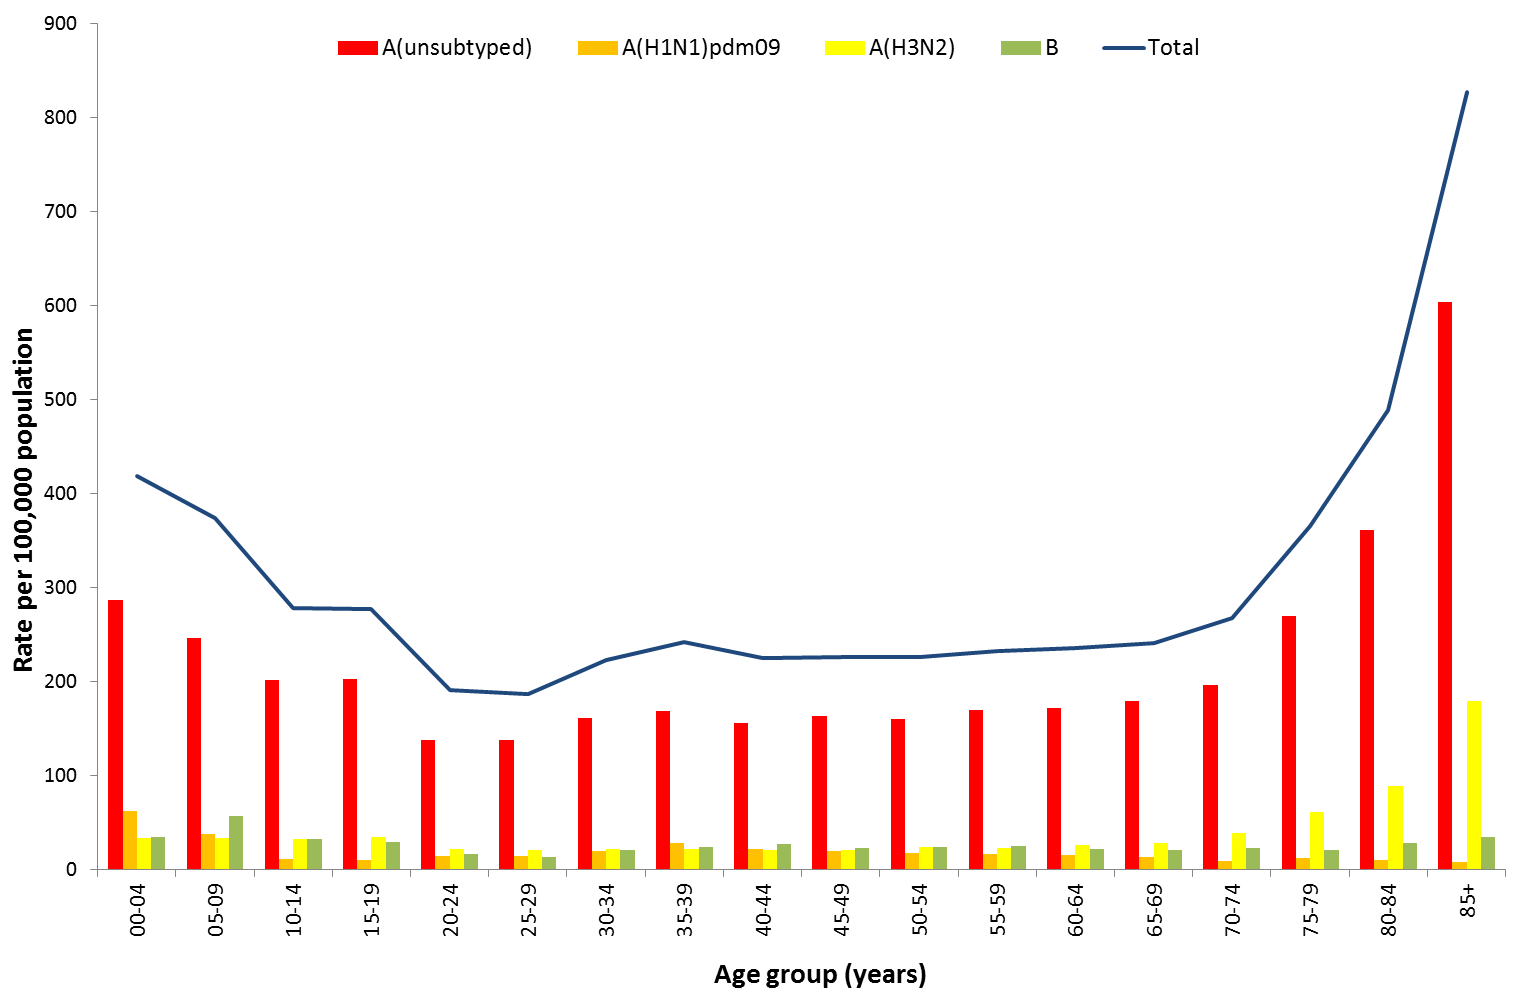 900
A(unsubtyped) A(H1N1)pdm09 A(H3N2) B Total
800
700
600
500
400
300
200
100
0
Rate per 100,000 population
00-04 05-09 10-14 15-19 20-24 25-29 30-34 35-39 40-44 45-49 50-54 55-59 60-64 65-69 70-74 75-79 80-84 85+
Age group (years)